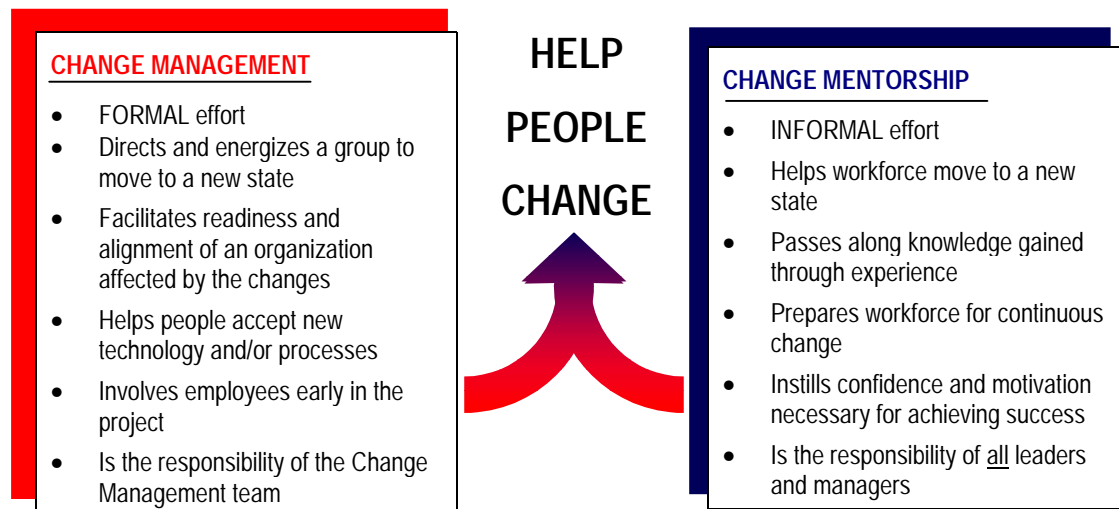 CHANGE MANAGEMENT
• FORMAL effort
• Directs and energizes a group to
move to a new state
• Facilitates readiness and
alignment of an organization
affected by the changes
• Helps people accept new
technology and/or processes
• Involves employees early in the
project
• Is the responsibility of the Change
Management team
HELP
PEOPLE
CHANGE
CHANGE MENTORSHIP
• INFORMAL effort
• Helps workforce move to a new
state
• Passes along knowledge gained
through experience
• Prepares workforce for continuous
change
• Instills confidence and motivation
necessary for achieving success
• Is the responsibility of all leaders
and managers